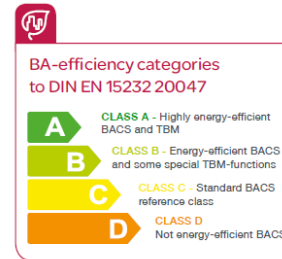 BA-efficiency categories
to DIN EN 15232 20047
A
CLASS A - Highly energy-efficient
BACS and TBM
B
CLASS B - Energy-efficient BACS
and some special TBM-functions
C
CLASS C - Standard BACS
reference class
D
CLASS D
Not energy-efficient BACS